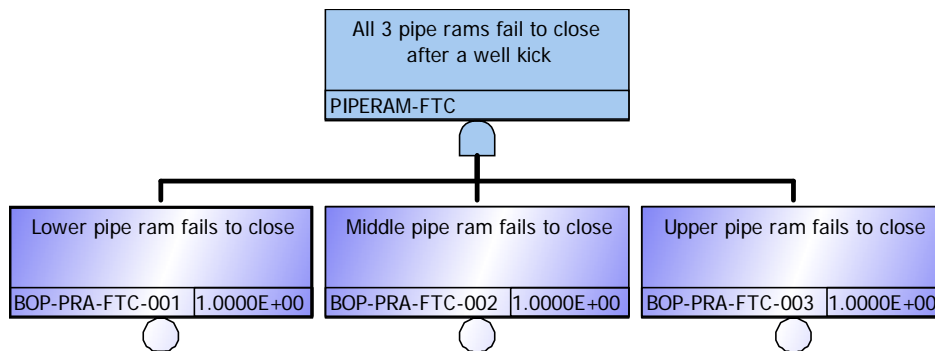 All 3 pipe rams fail to close
after a well kick
PIPERAM-FTC
Lower pipe ram fails to close
BOP-PRA-FTC-001 1.0000E+00
Middle pipe ram fails to close
BOP-PRA-FTC-002 1.0000E+00
Upper pipe ram fails to close
BOP-PRA-FTC-003 1.0000E+00